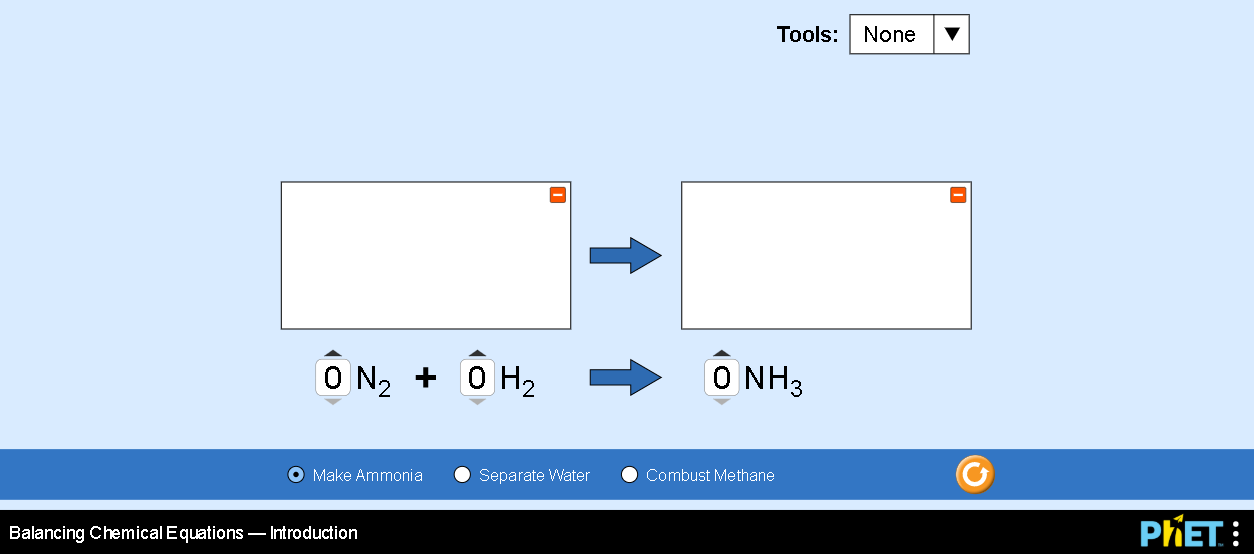 Tools: None ▼
0 N₂ + 0 H₂ → 0 NH₃
Make Ammonia Separate Water Combust Methane
Balancing Chemical Equations — Introduction PhET